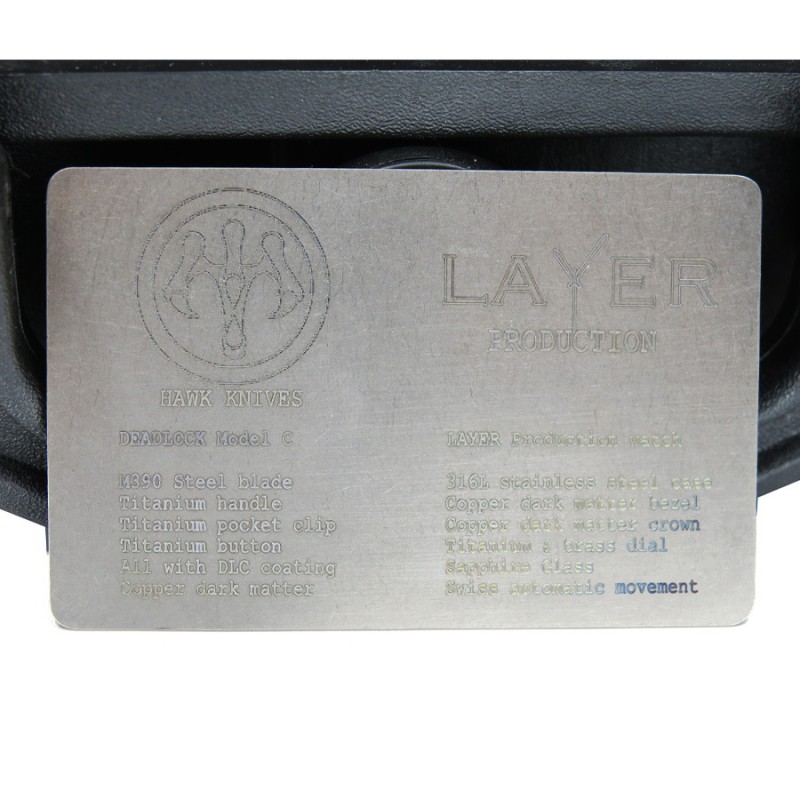 HAWK KNIVES
DEADLOCK Model C
M390 Steel blade
Titanium handle
Titanium pocket clip
Titanium button
All with DLC coating
Copper dark matter
LAYER
PRODUCTION
LAYER Production watch
316L stainless steel case
Copper dark matter bezel
Copper dark matter crown
Titanium & brass dial
Sapphire Glass
Swiss Automatic movement